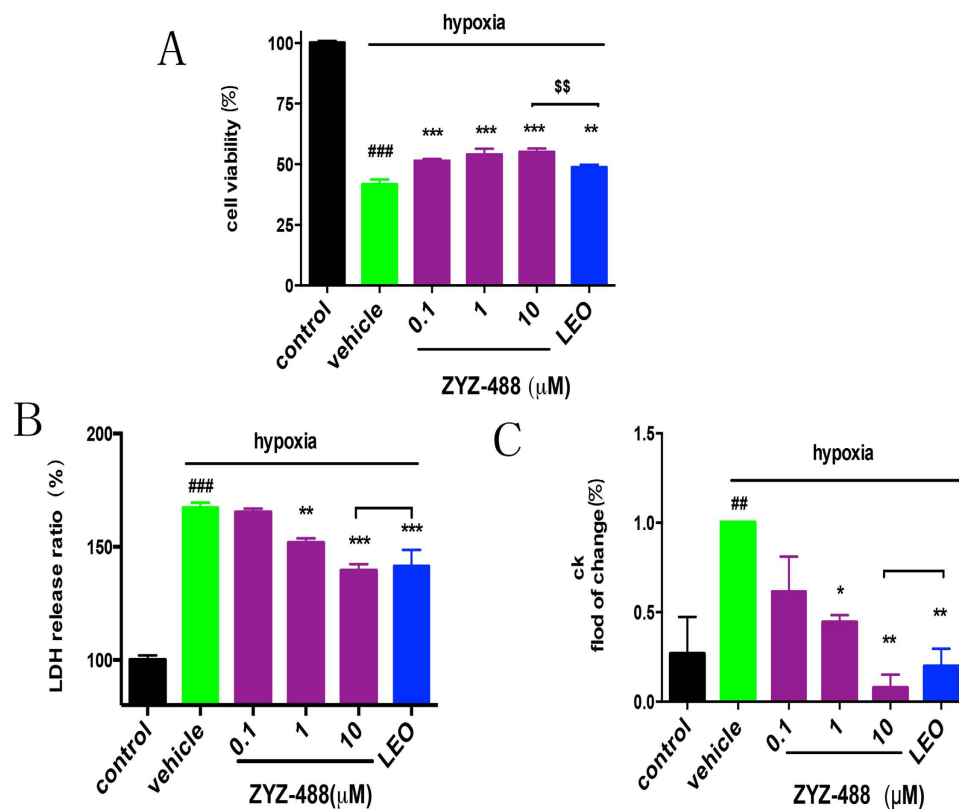 A
hypoxia
cell viability (%)
100
75
50
25
0
###
***
***
***
$$
**
control
vehicle
0.1
1
10
LEO
ZYZ-488 (μM)
B
hypoxia
LDH release ratio (%)
200
150
100
###
**
***
***
control
vehicle
0.1
1
10
LEO
ZYZ-488(μM)
C
hypoxia
ck
flod of change(%)
1.5
1.0
0.5
0.0
##
*
**
**
control
vehicle
0.1
1
10
LEO
ZYZ-488 (μM)